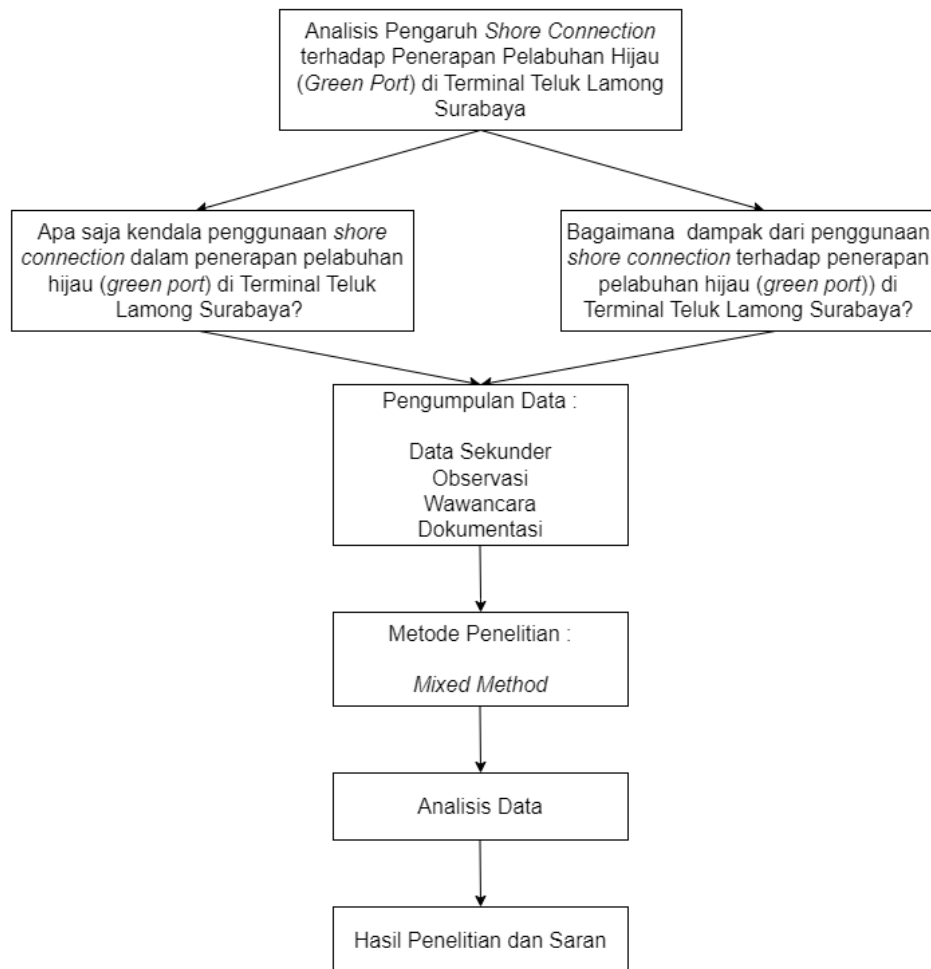 Analisis Pengaruh Shore Connection
terhadap Penerapan Pelabuhan Hijau
(Green Port) di Terminal Teluk Lamong
Surabaya
Apa saja kendala penggunaan shore
connection dalam penerapan pelabuhan
hijau (green port) di Terminal Teluk
Lamong Surabaya?
Bagaimana dampak dari penggunaan
shore connection terhadap penerapan
pelabuhan hijau (green port)) di
Terminal Teluk Lamong Surabaya?
Pengumpulan Data :
Data Sekunder
Observasi
Wawancara
Dokumentasi
Metode Penelitian :
Mixed Method
Analisis Data
Hasil Penelitian dan Saran